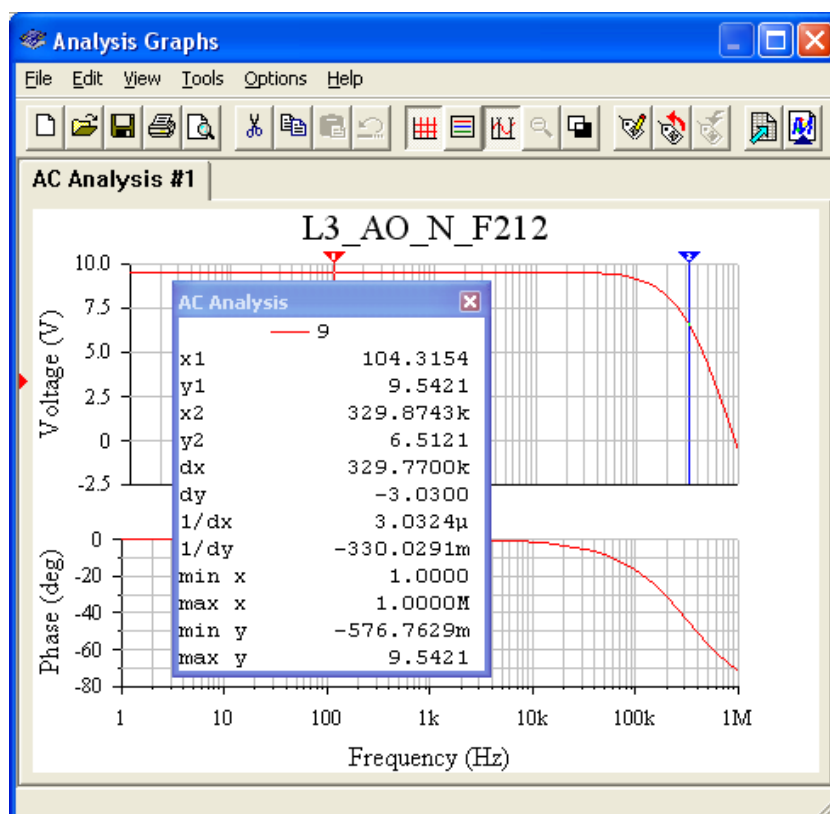 Analysis Graphs
File Edit View Tools Options Help
AC Analysis #1
L3_AO_N_F212
1 2
Voltage (V)
10.0
7.5
5.0
2.5
0
-2.5
AC Analysis
9
x1 104.3154
y1 9.5421
x2 329.8743k
y2 6.5121
dx 329.7700k
dy -3.0300
1/dx 3.0324µ
1/dy -330.0291m
min x 1.0000
max x 1.0000M
min y -576.7629m
max y 9.5421
Phase (deg)
0
-20
-40
-60
-80
1 10 100 1k 10k 100k 1M
Frequency (Hz)